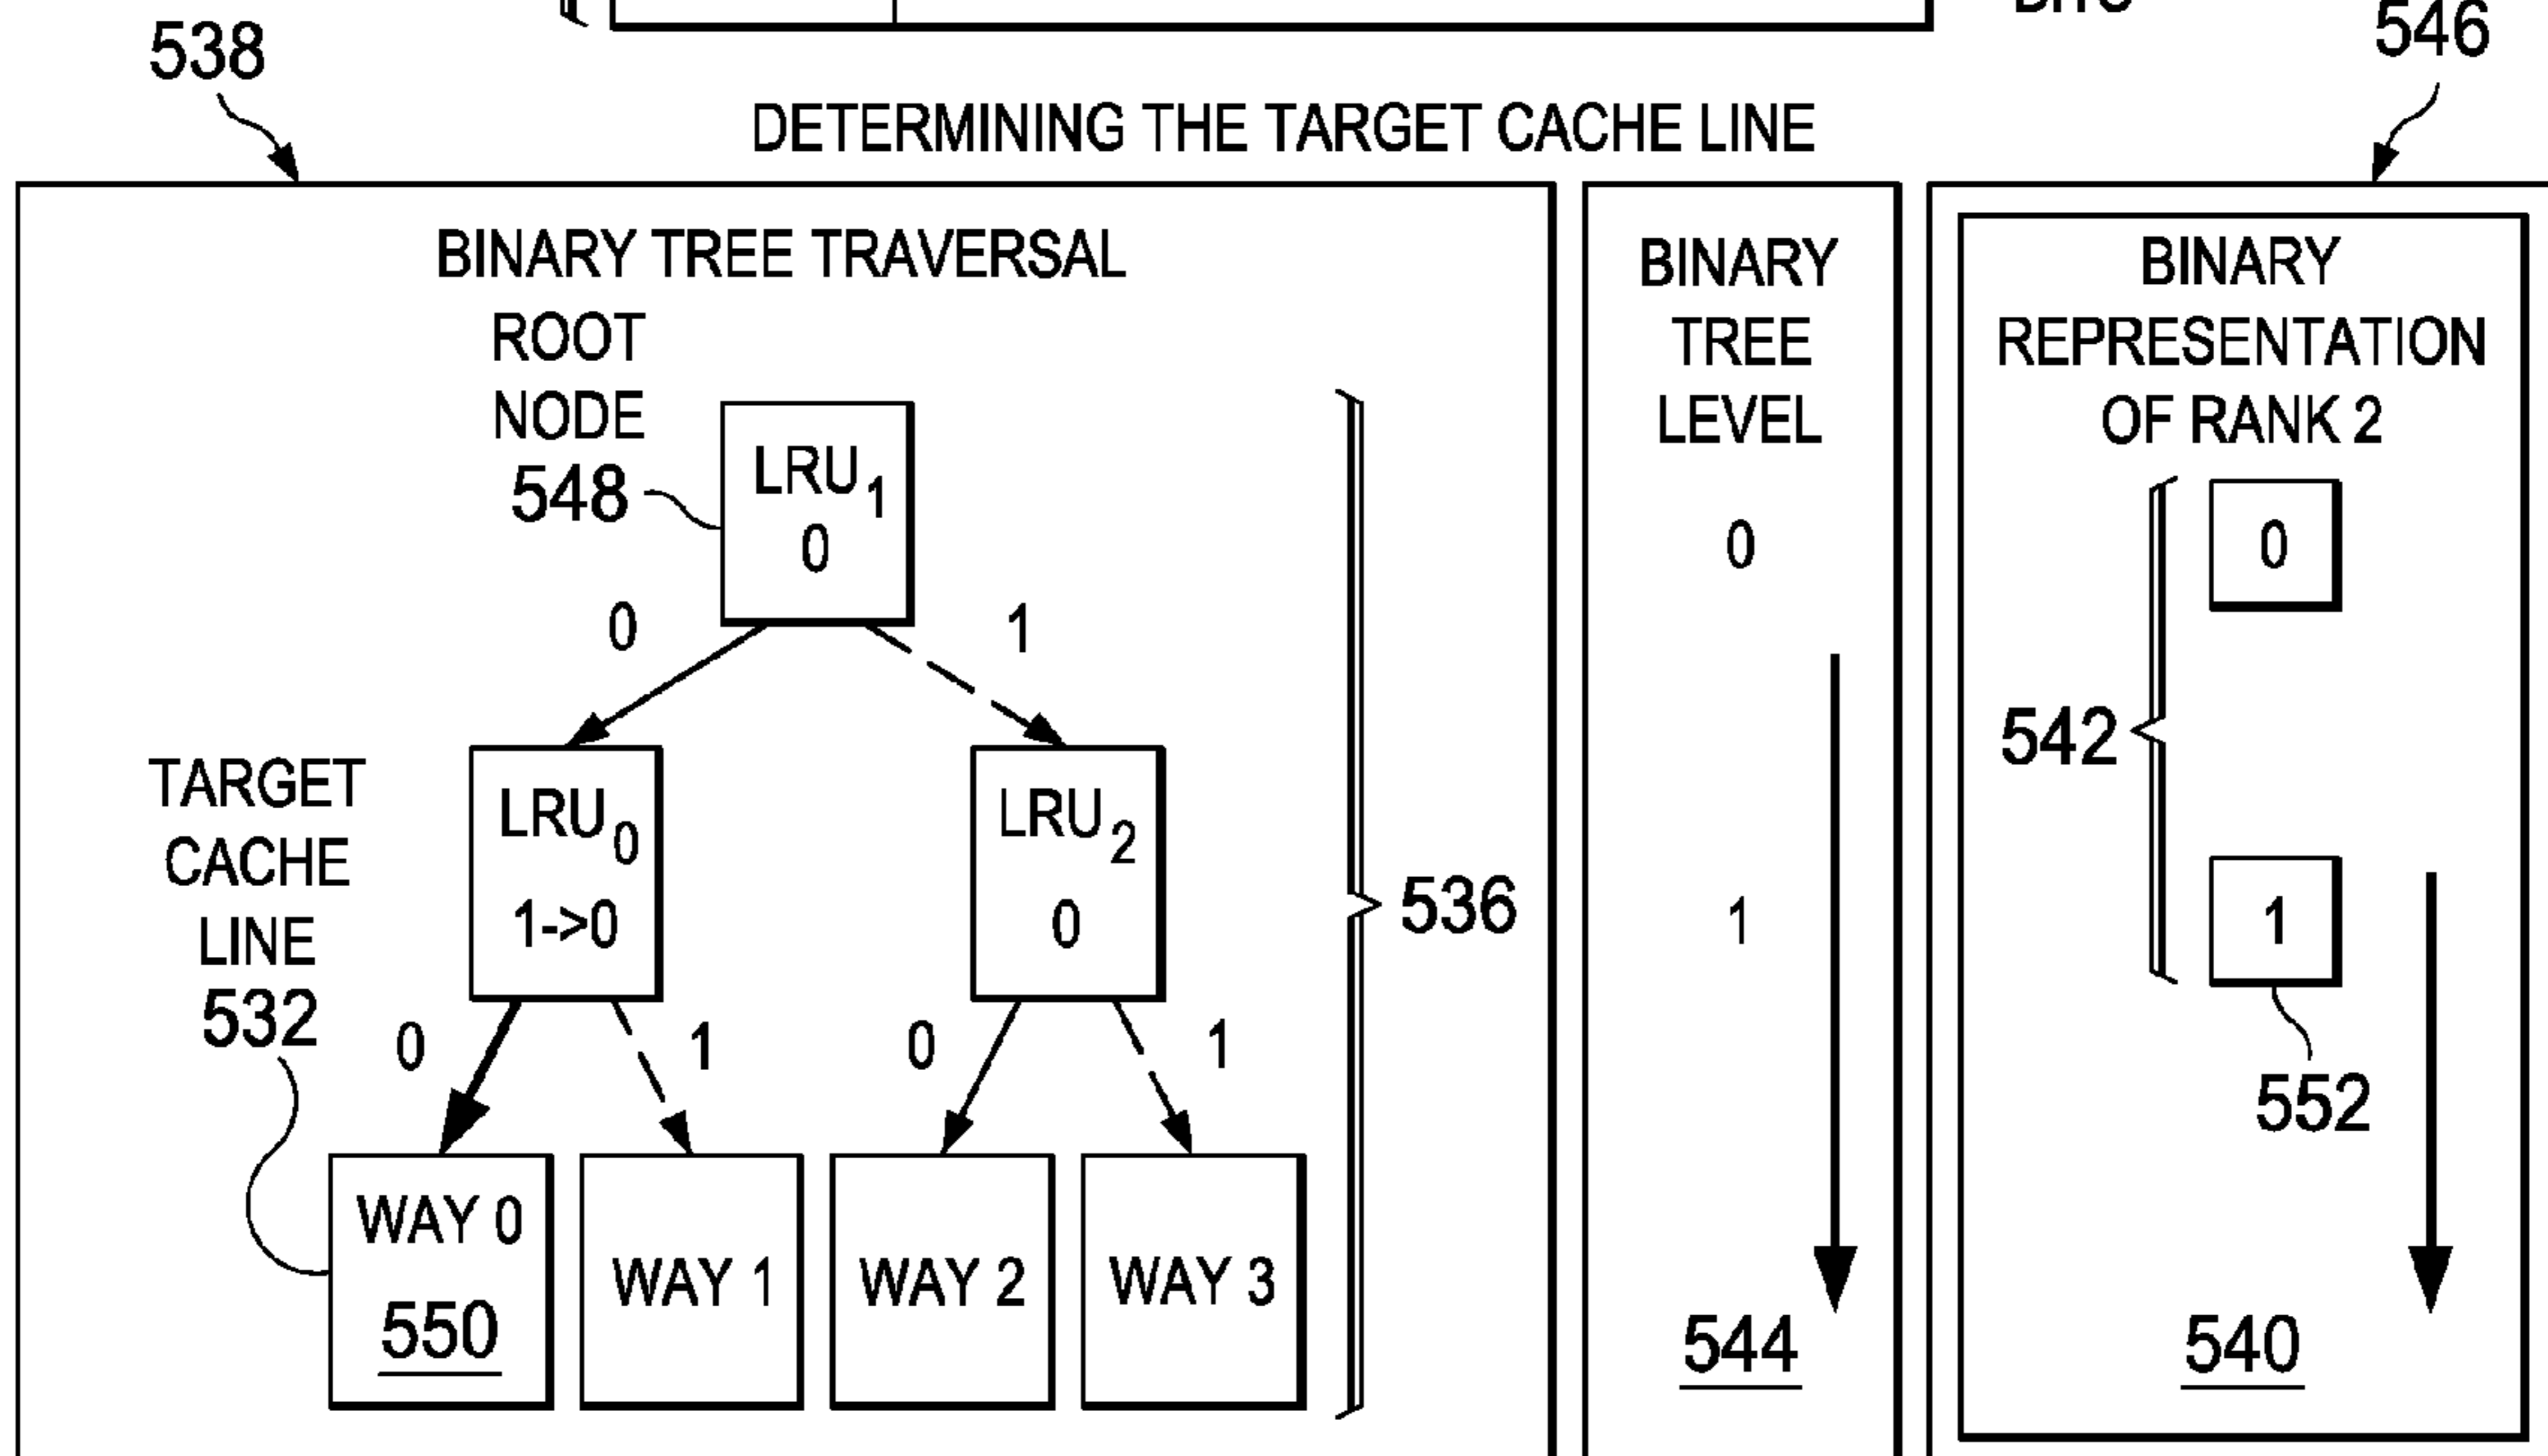 538
546
DETERMINING THE TARGET CACHE LINE
BINARY TREE TRAVERSAL
ROOT
NODE
548
LRU1
0
0
1
TARGET
CACHE
LINE
532
LRU0
1->0
LRU2
0
0
1
0
1
WAY 0
550
WAY 1
WAY 2
WAY 3
536
BINARY
TREE
LEVEL
0
1
544
BINARY
REPRESENTATION
OF RANK 2
0
542
1
552
540